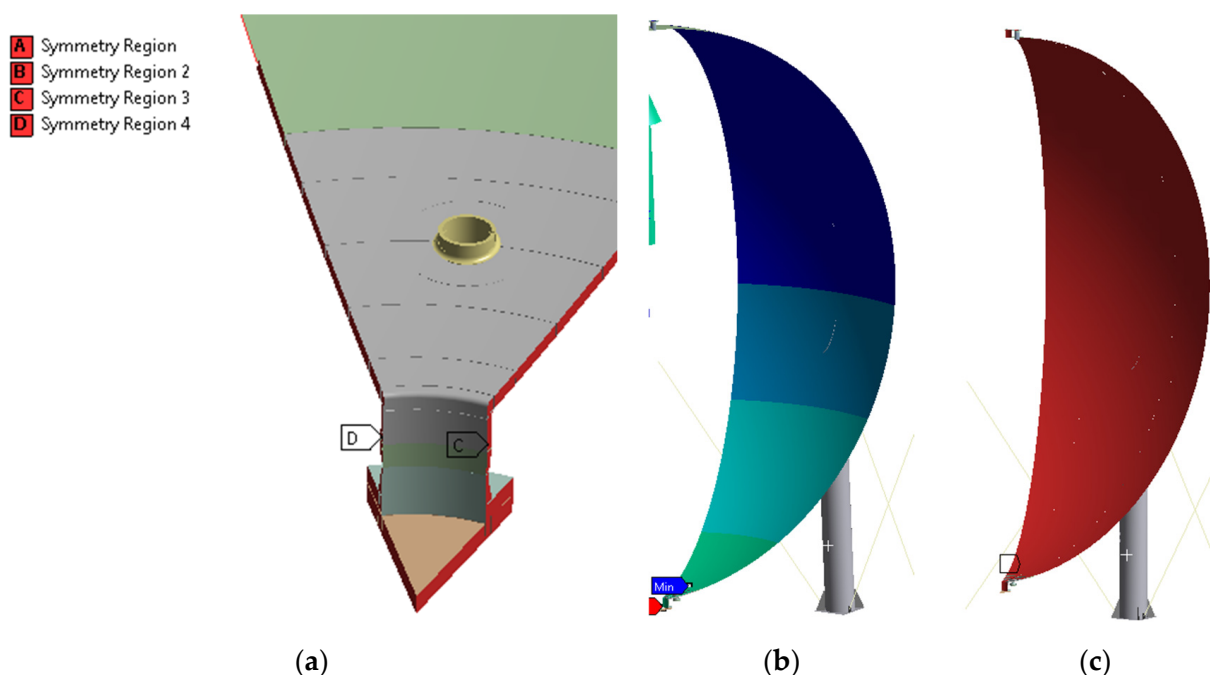 A Symmetry Region
B Symmetry Region 2
C Symmetry Region 3
D Symmetry Region 4
D
C
Min
(a)
(b)
(c)